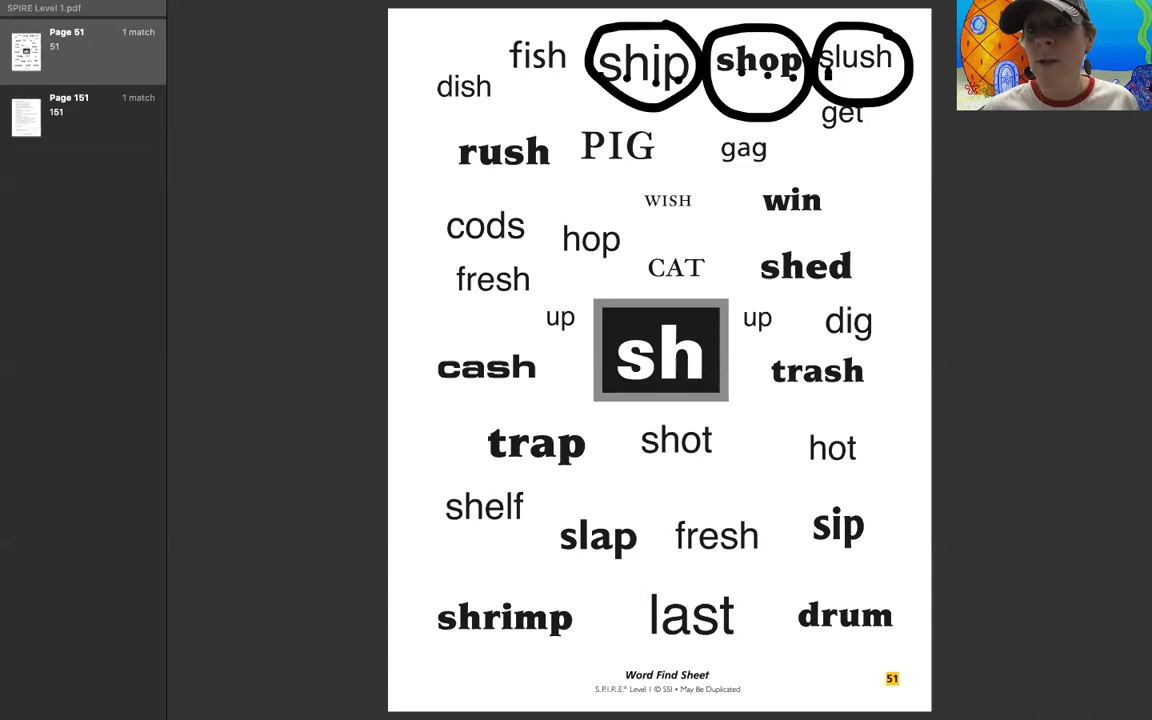 SPIRE Level 1.pdf
Page 51 1 match
51
Page 151 1 match
151
fish ship shop slush
dish
get
rush PIG gag
WISH win
cods hop
CAT shed
fresh
up sh up dig
cash trash
trap shot hot
shelf
slap fresh sip
shrimp last drum
Word Find Sheet
S.P.I.R.E.® Level 1 © SSI • May Be Duplicated
51